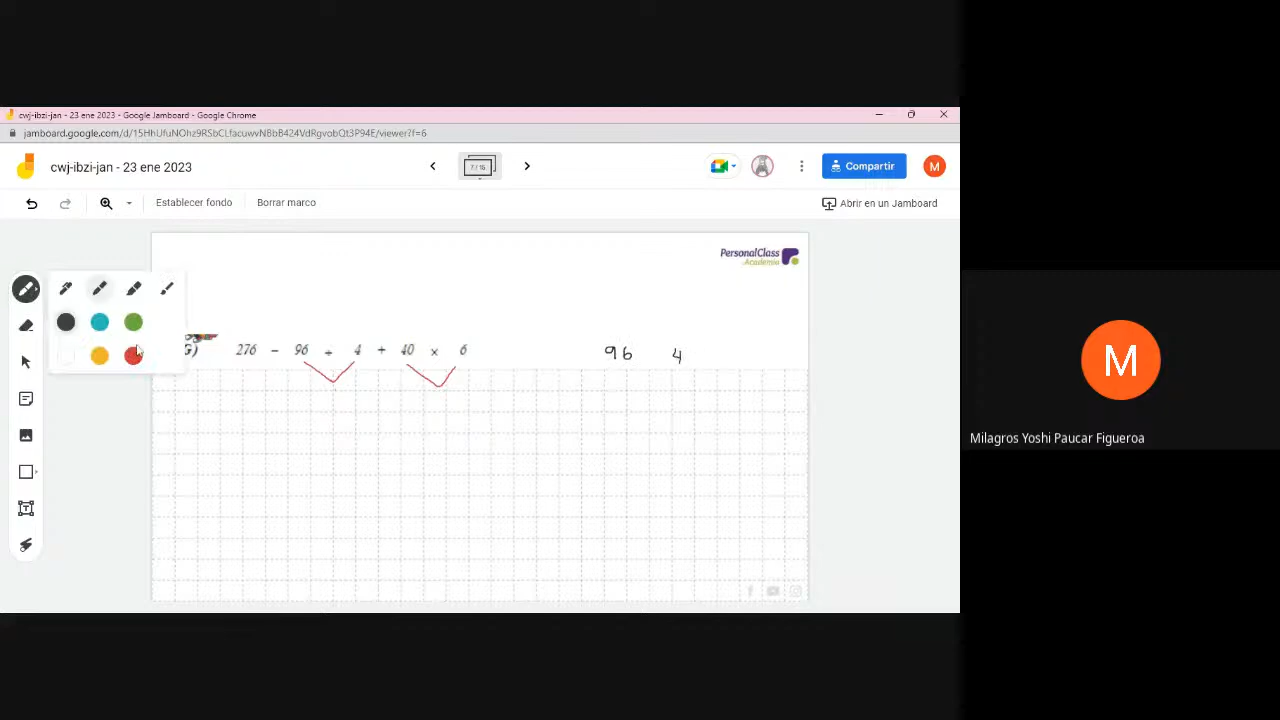 cwj-ibzi-jan - 23 ene 2023 - Google Jamboard - Google Chrome
jamboard.google.com/d/15HhUfuNOhz9RSbCLfacuwvNBbB424VdRgvobQt3P94E/viewer?f=6
cwj-ibzi-jan - 23 ene 2023
7 / 16
Compartir
M
Establecer fondo
Borrar marco
Abrir en un Jamboard
PersonalClass
Academia
G) 276 - 96 ÷ 4 + 40 × 6
96 4
M
Milagros Yoshi Paucar Figueroa